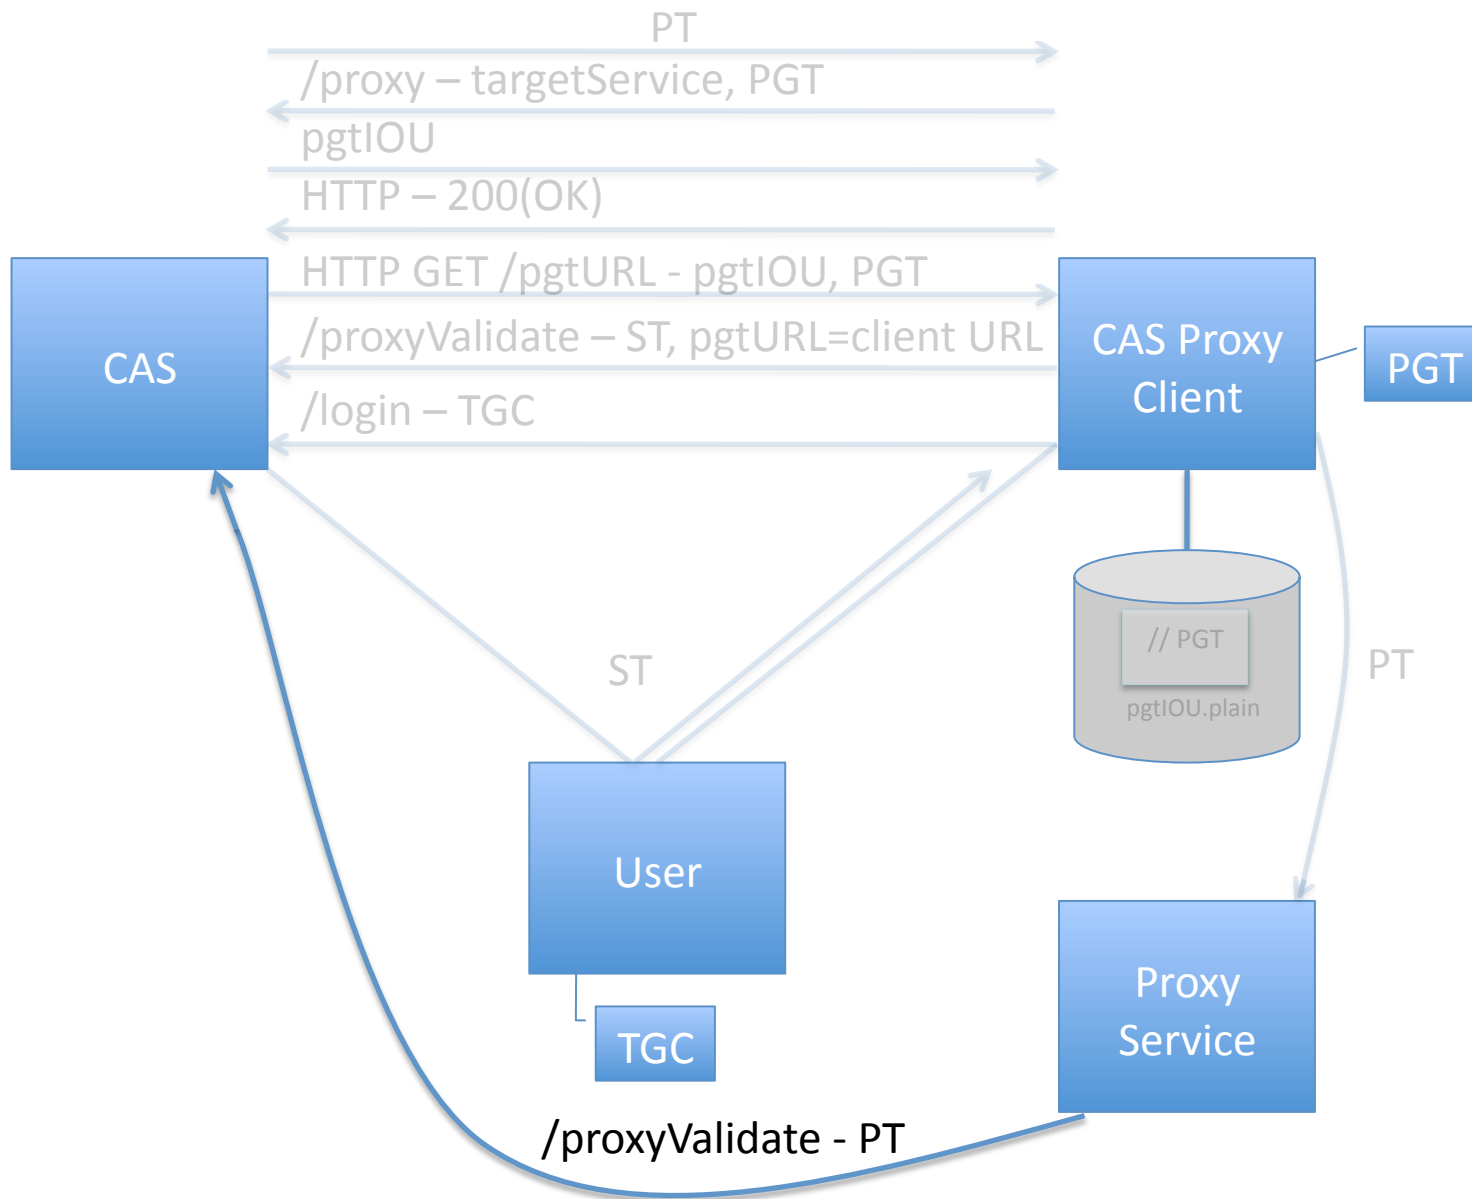 PT
/proxy – targetService, PGT
pgtIOU
HTTP – 200(OK)
HTTP GET /pgtURL - pgtIOU, PGT
/proxyValidate – ST, pgtURL=client URL
/login – TGC
CAS
CAS Proxy
Client
PGT
// PGT
pgtIOU.plain
ST
PT
User
TGC
Proxy
Service
/proxyValidate - PT